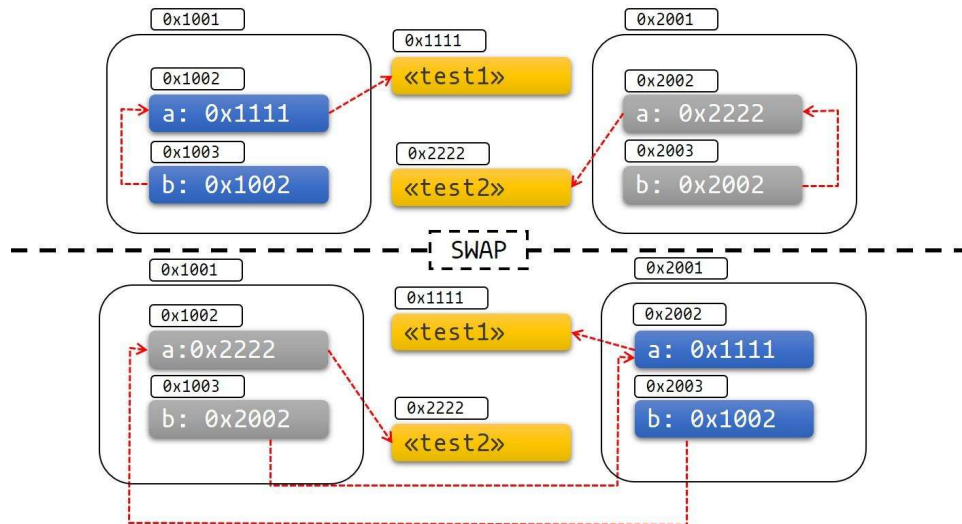 0x1001
0x2001
0x1111
0x1002
«test1»
0x2002
a: 0x1111
a: 0x2222
0x1003
0x2222
0x2003
b: 0x1002
«test2»
b: 0x2002
SWAP
0x1001
0x2001
0x1111
0x1002
«test1»
0x2002
a:0x2222
a: 0x1111
0x1003
0x2222
0x2003
b: 0x2002
«test2»
b: 0x1002